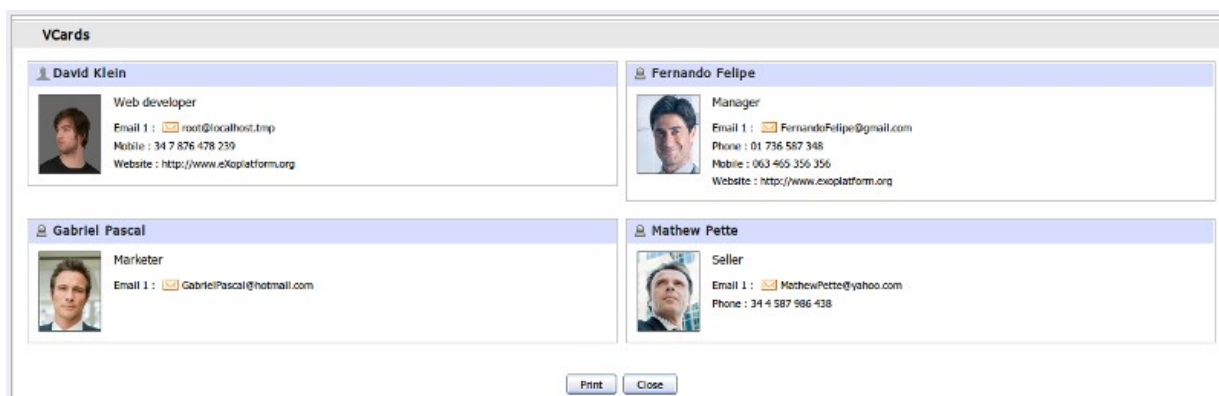 VCards
David Klein
Web developer
Email 1 : root@localhost.tmp
Mobile : 34 7 876 478 239
Website : http://www.eXoplatform.org
Fernando Felipe
Manager
Email 1 : FernandoFelipe@gmail.com
Phone : 01 736 587 348
Mobile : 063 465 356 356
Website : http://www.exoplatform.org
Gabriel Pascal
Marketer
Email 1 : GabrielPascal@hotmail.com
Mathew Pette
Seller
Email 1 : MathewPette@yahoo.com
Phone : 34 4 587 986 438
Print Close